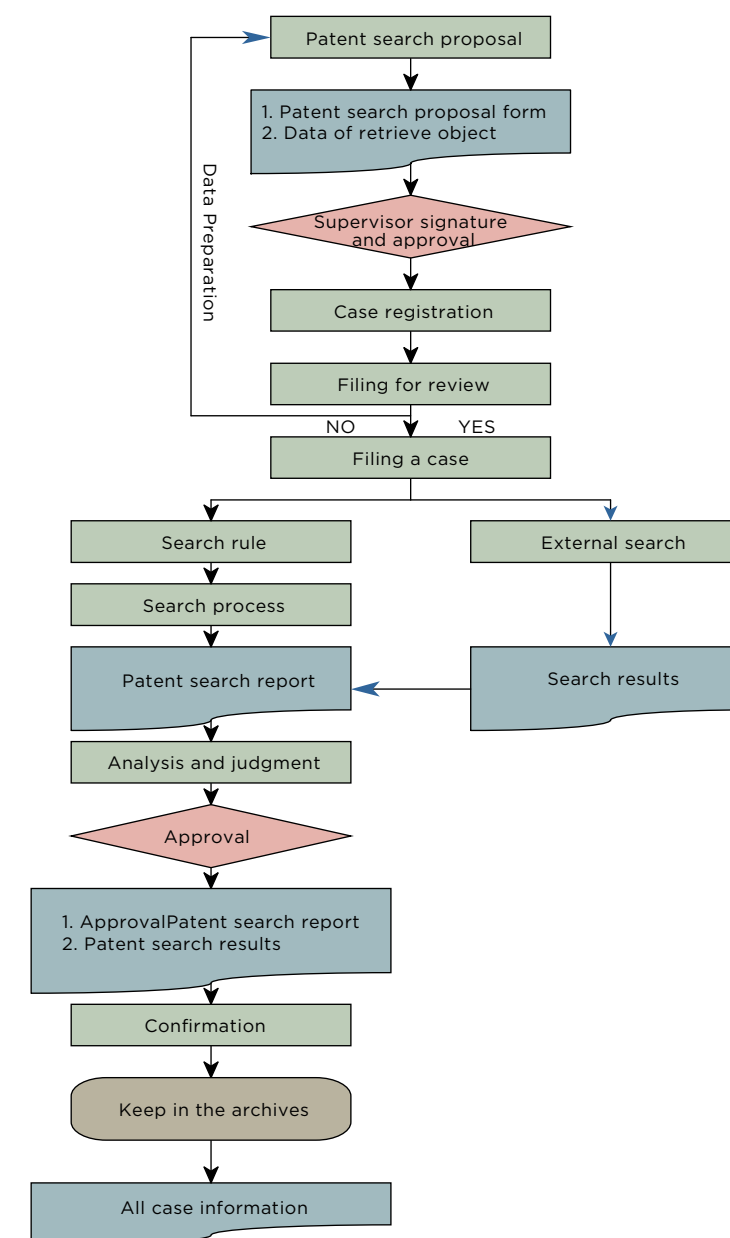 Patent search proposal
1. Patent search proposal form
2. Data of retrieve object
Data Preparation
Supervisor signature
and approval
Case registration
Filing for review
NO
YES
Filing a case
Search rule
External search
Search process
Patent search report
Search results
Analysis and judgment
Approval
1. ApprovalPatent search report
2. Patent search results
Confirmation
Keep in the archives
All case information